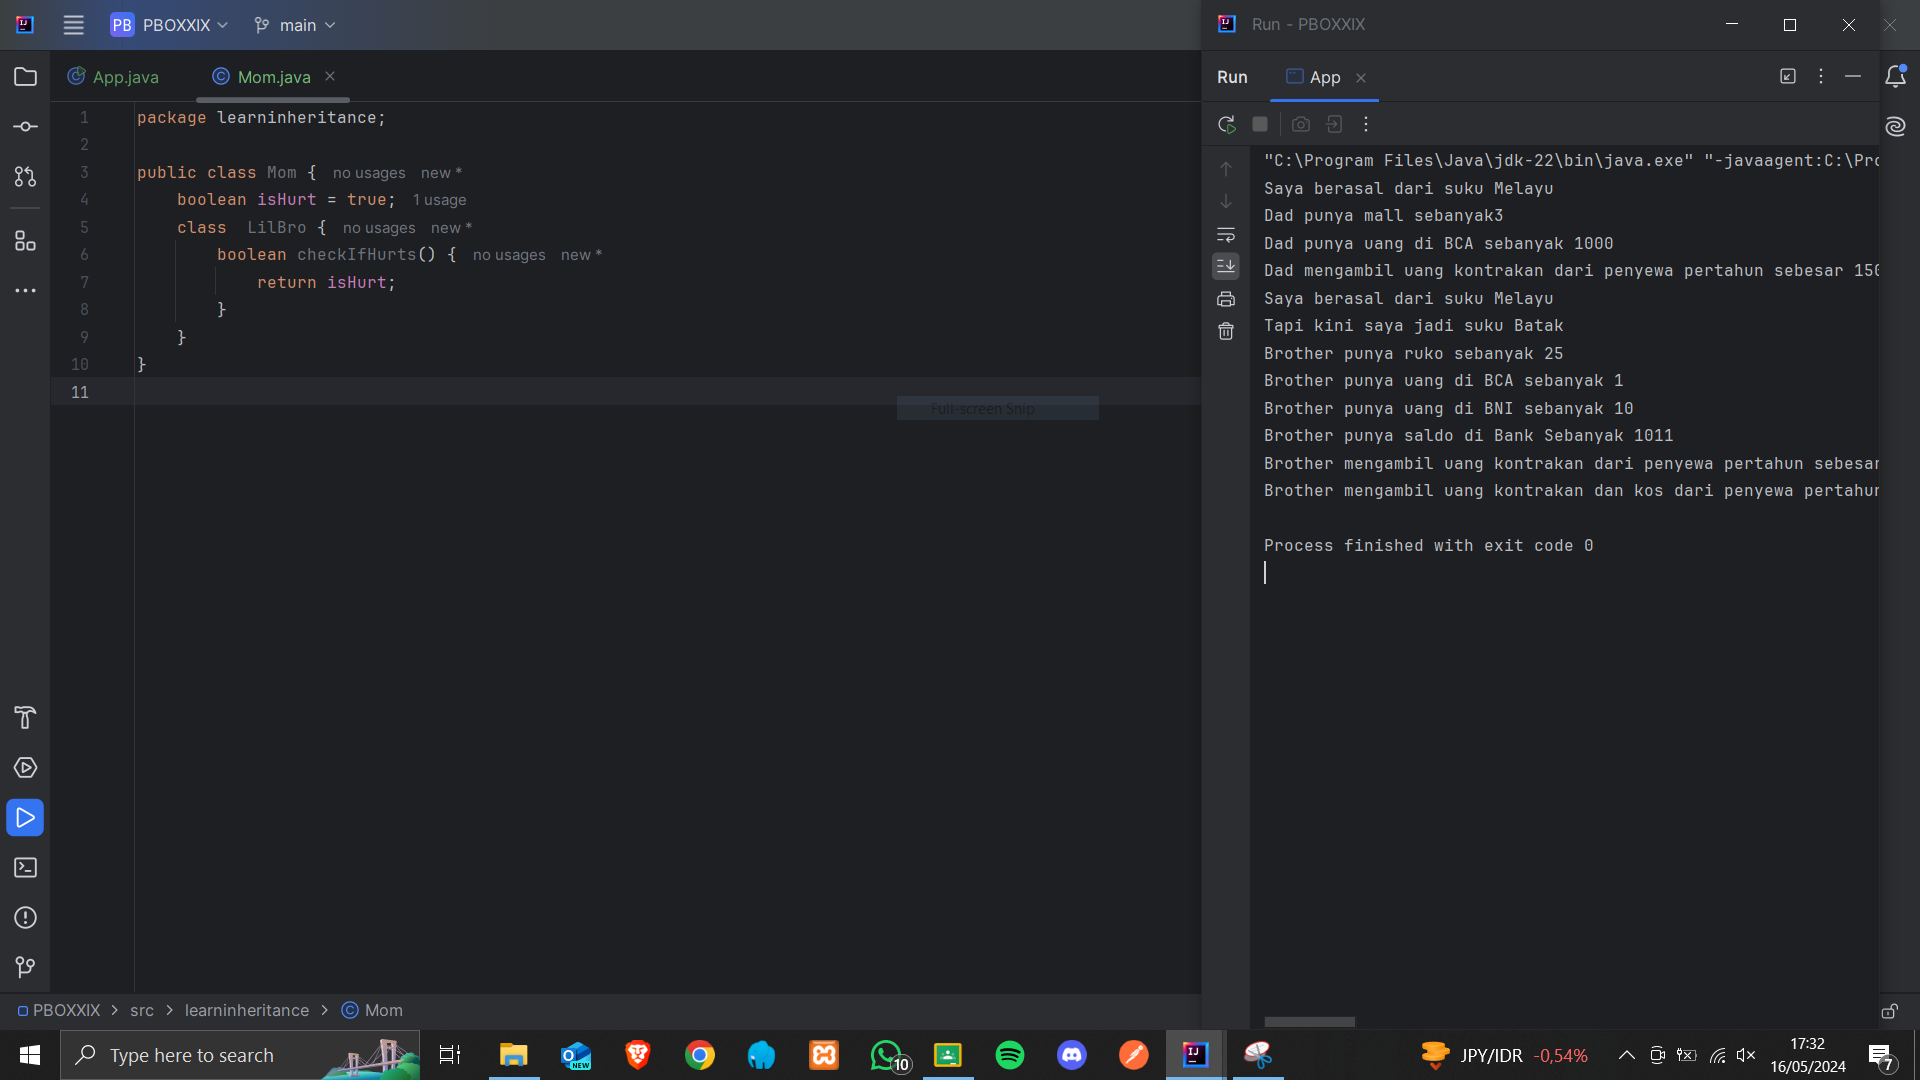 PB PBOXXIX main
Run - PBOXXIX
App.java Mom.java
Run App
1 package learninheritance;
2
3 public class Mom { no usages new *
4 boolean isHurt = true; 1 usage
5 class LilBro { no usages new *
6 boolean checkIfHurts() { no usages new *
7 return isHurt;
8 }
9 }
10 }
11
Full-screen Snip
"C:\Program Files\Java\jdk-22\bin\java.exe" "-javaagent:C:\Pro
Saya berasal dari suku Melayu
Dad punya mall sebanyak3
Dad punya uang di BCA sebanyak 1000
Dad mengambil uang kontrakan dari penyewa pertahun sebesar 150
Saya berasal dari suku Melayu
Tapi kini saya jadi suku Batak
Brother punya ruko sebanyak 25
Brother punya uang di BCA sebanyak 1
Brother punya uang di BNI sebanyak 10
Brother punya saldo di Bank Sebanyak 1011
Brother mengambil uang kontrakan dari penyewa pertahun sebesar
Brother mengambil uang kontrakan dan kos dari penyewa pertahun
Process finished with exit code 0
PBOXXIX > src > learninheritance > Mom
Type here to search
NEW
10
JPY/IDR -0,54%
17:32
16/05/2024
7